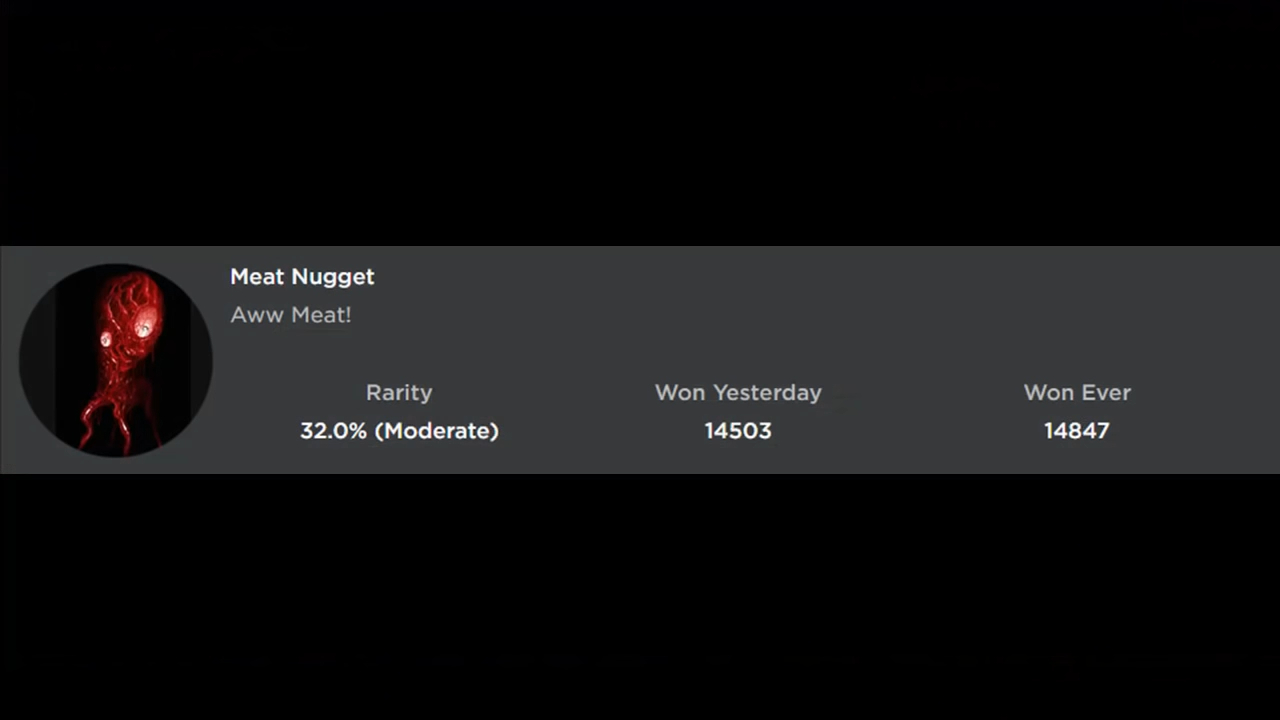 Meat Nugget
Aww Meat!
Rarity Won Yesterday Won Ever
32.0% (Moderate) 14503 14847